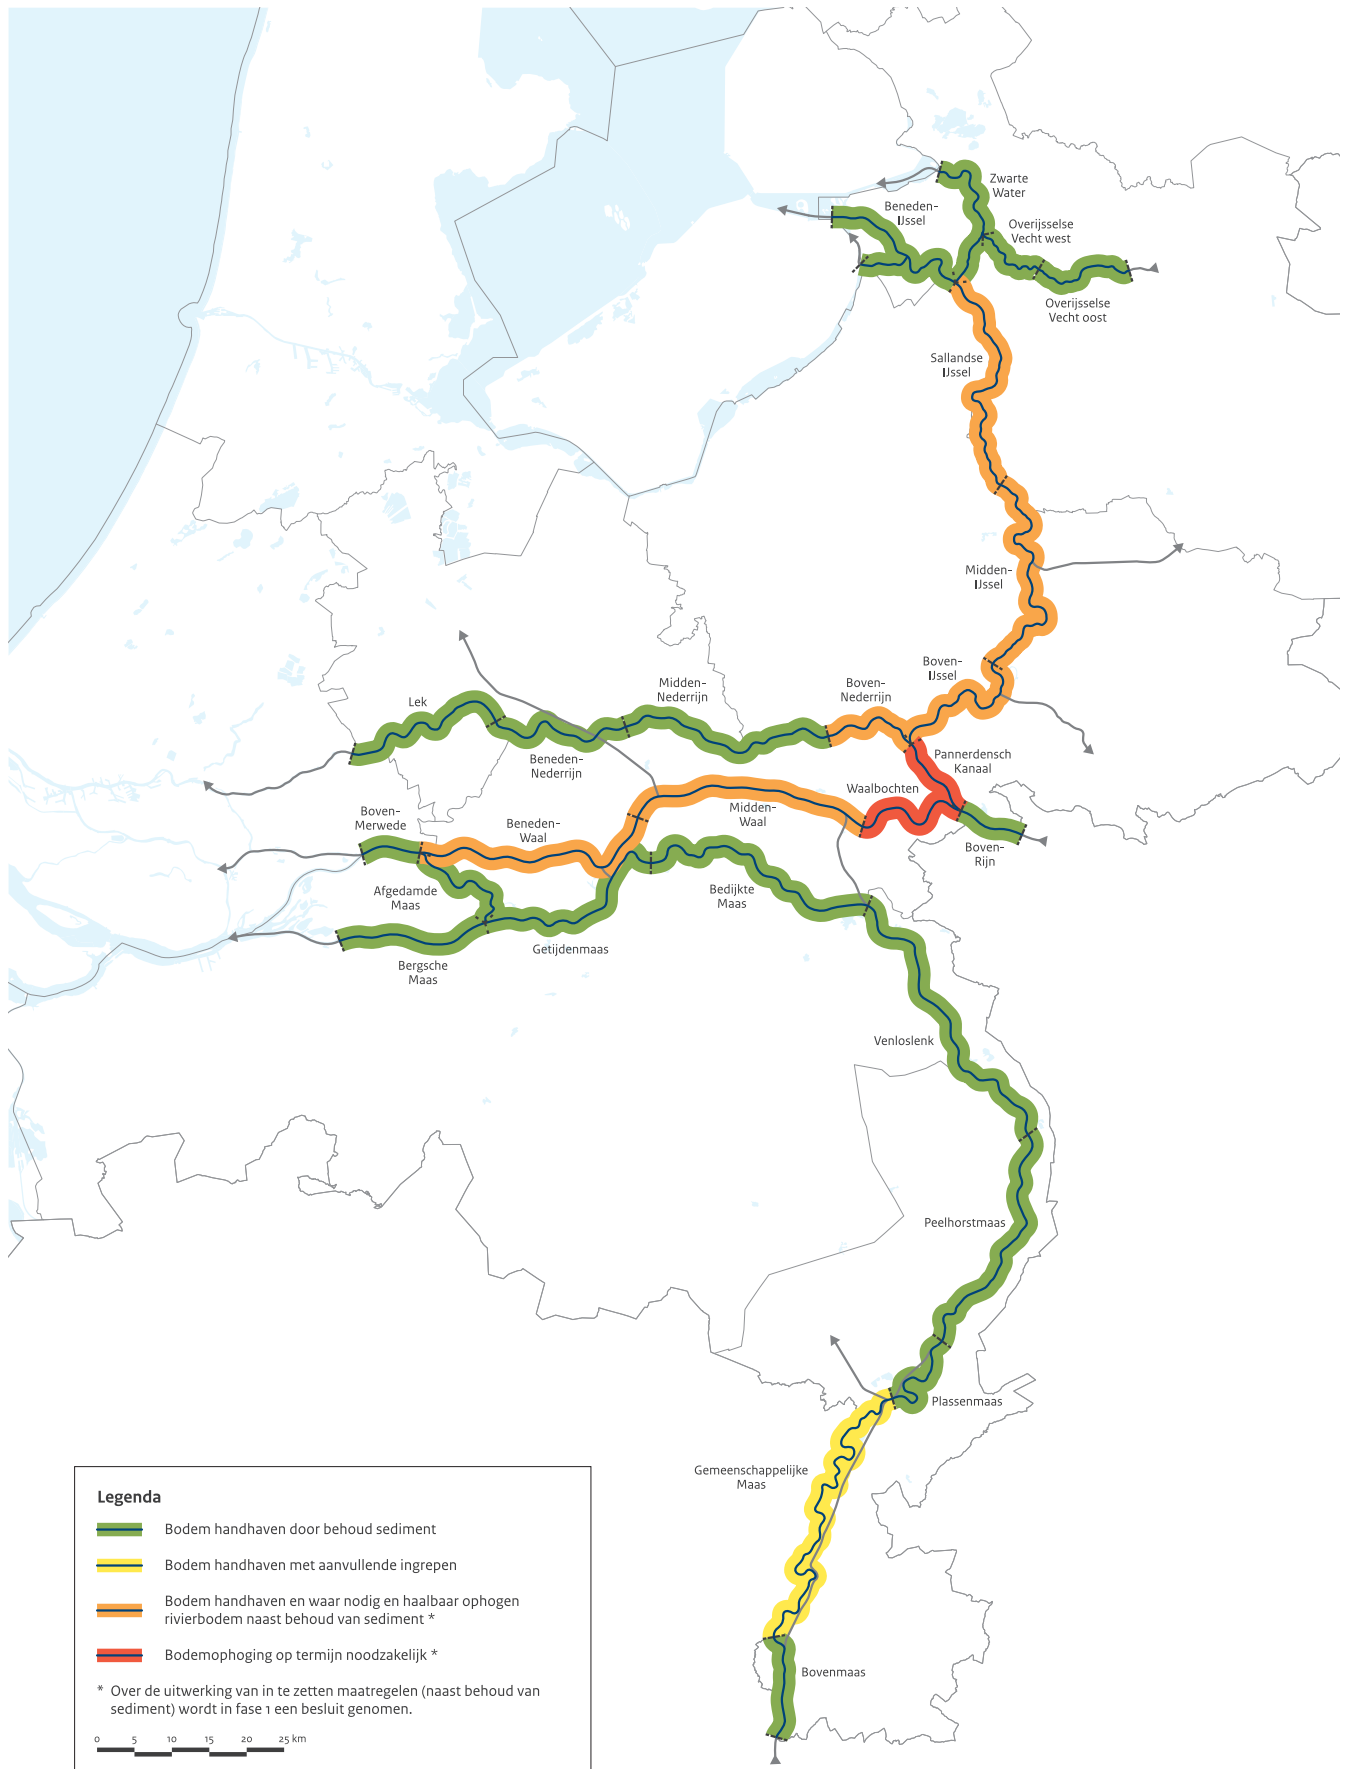 Zwarte
Water
Beneden-
IJssel
Overijsselse
Vecht west
Overijsselse
Vecht oost
Sallandse
IJssel
Midden-
IJssel
Boven-
IJssel
Midden-
Nederrijn
Boven-
Nederrijn
Lek
Beneden-
Nederrijn
Pannerdensch
Kanaal
Waalbochten
Boven-
Merwede
Beneden-
Waal
Midden-
Waal
Boven-
Rijn
Afgedamde
Maas
Bedijkte
Maas
Getijdenmaas
Bergsche
Maas
Venloslenk
Peelhorstmaas
Plassenmaas
Gemeenschappelijke
Maas
Bovenmaas
Legenda
Bodem handhaven door behoud sediment
Bodem handhaven met aanvullende ingrepen
Bodem handhaven en waar nodig en haalbaar ophogen
rivierbodem naast behoud van sediment *
Bodemophoging op termijn noodzakelijk *
* Over de uitwerking van in te zetten maatregelen (naast behoud van
sediment) wordt in fase 1 een besluit genomen.
0 5 10 15 20 25 km